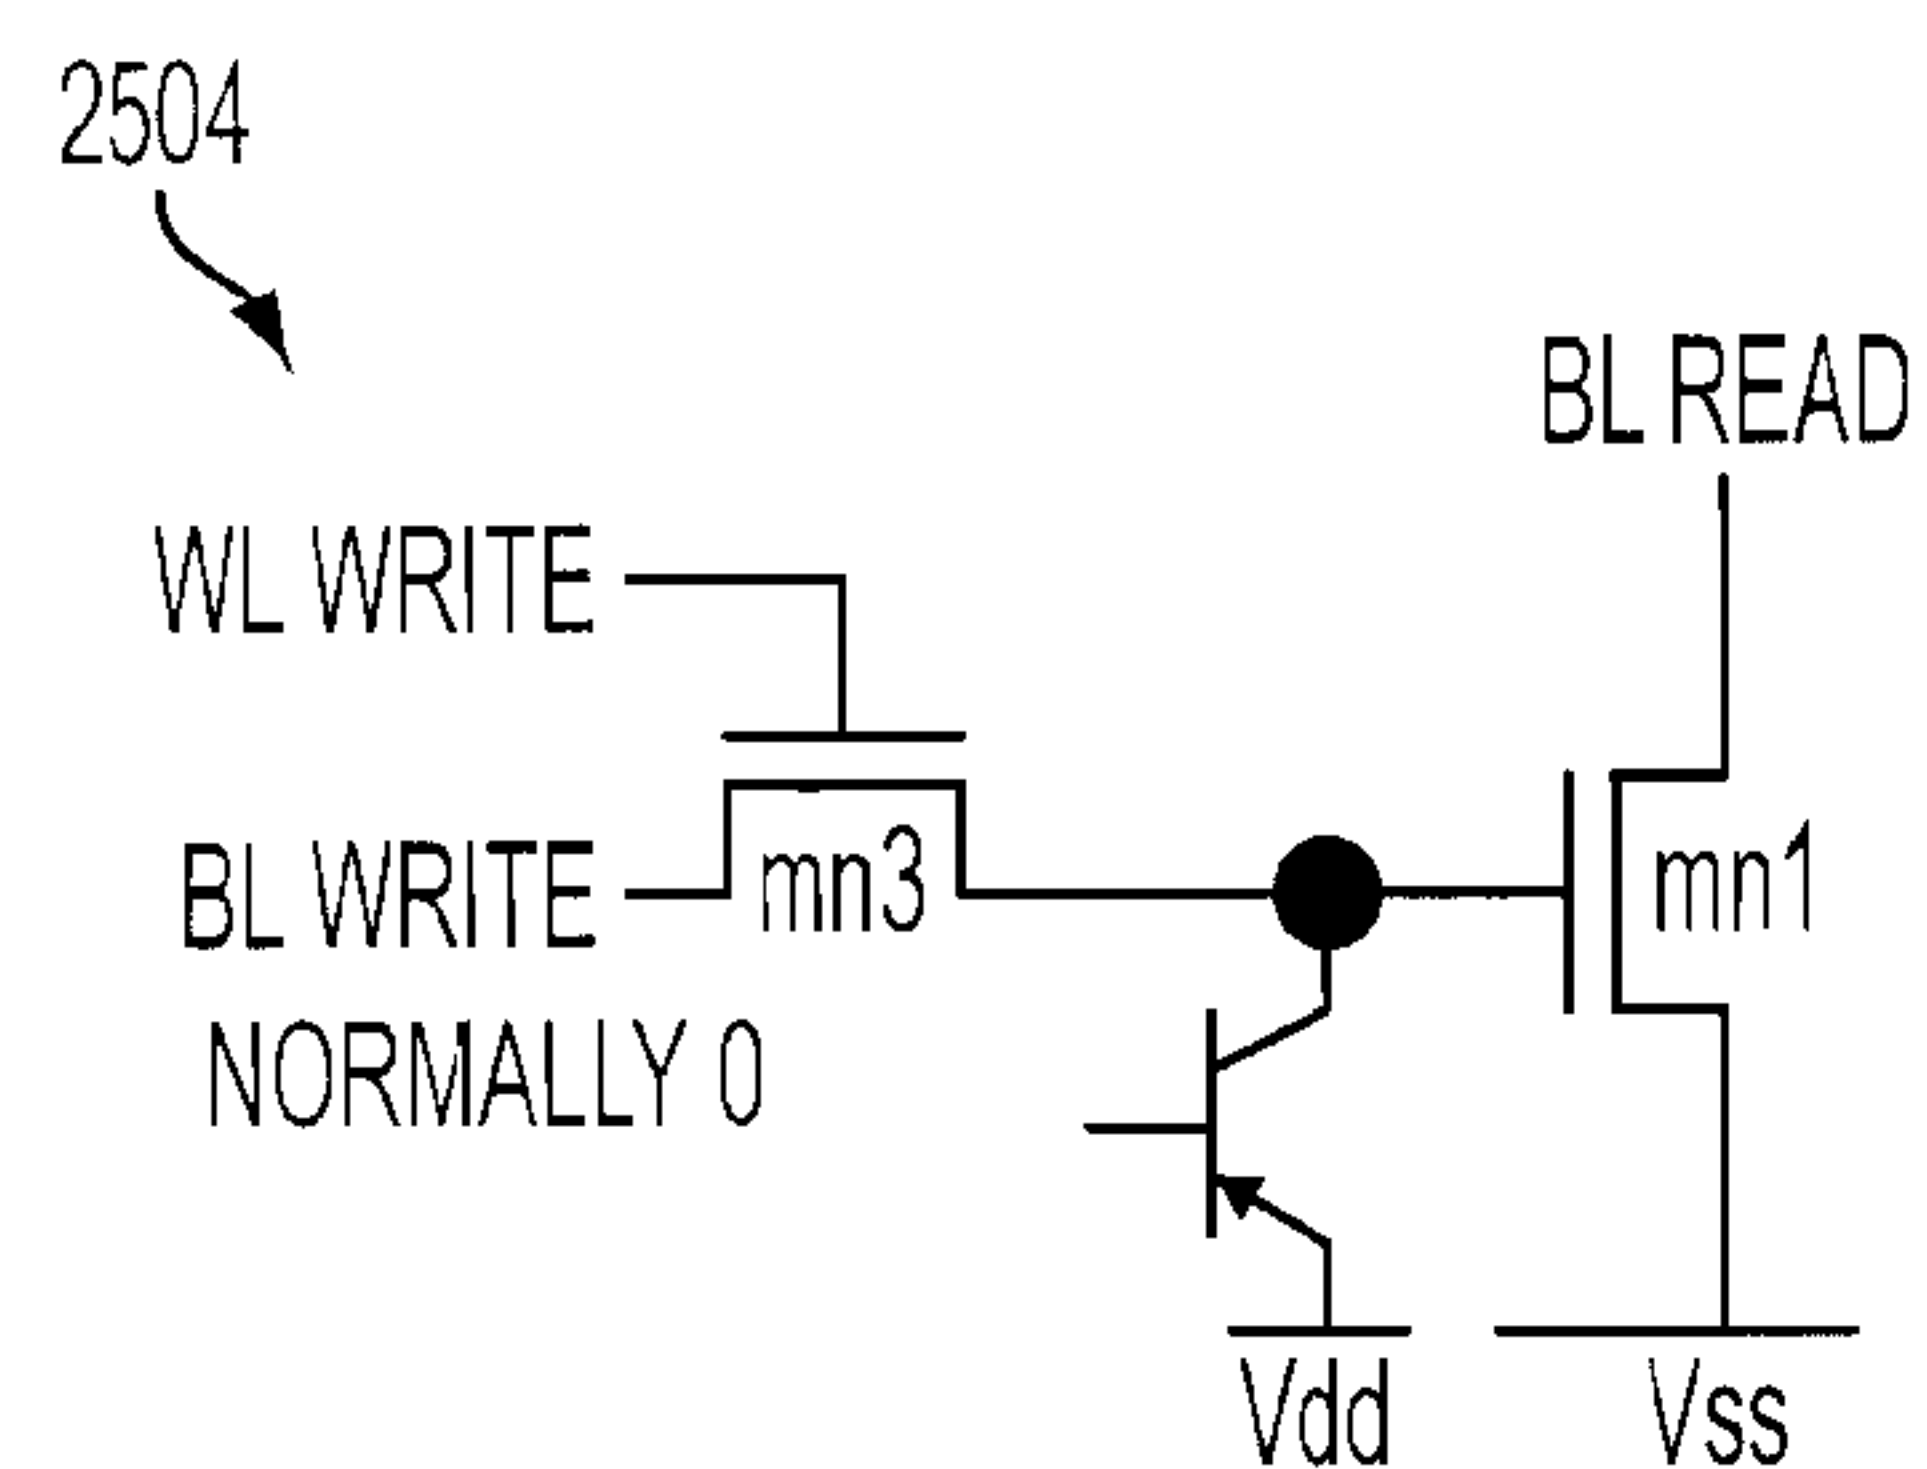 2504
BL READ
WL WRITE
BL WRITE
mn3
mn1
NORMALLY 0
Vdd
Vss